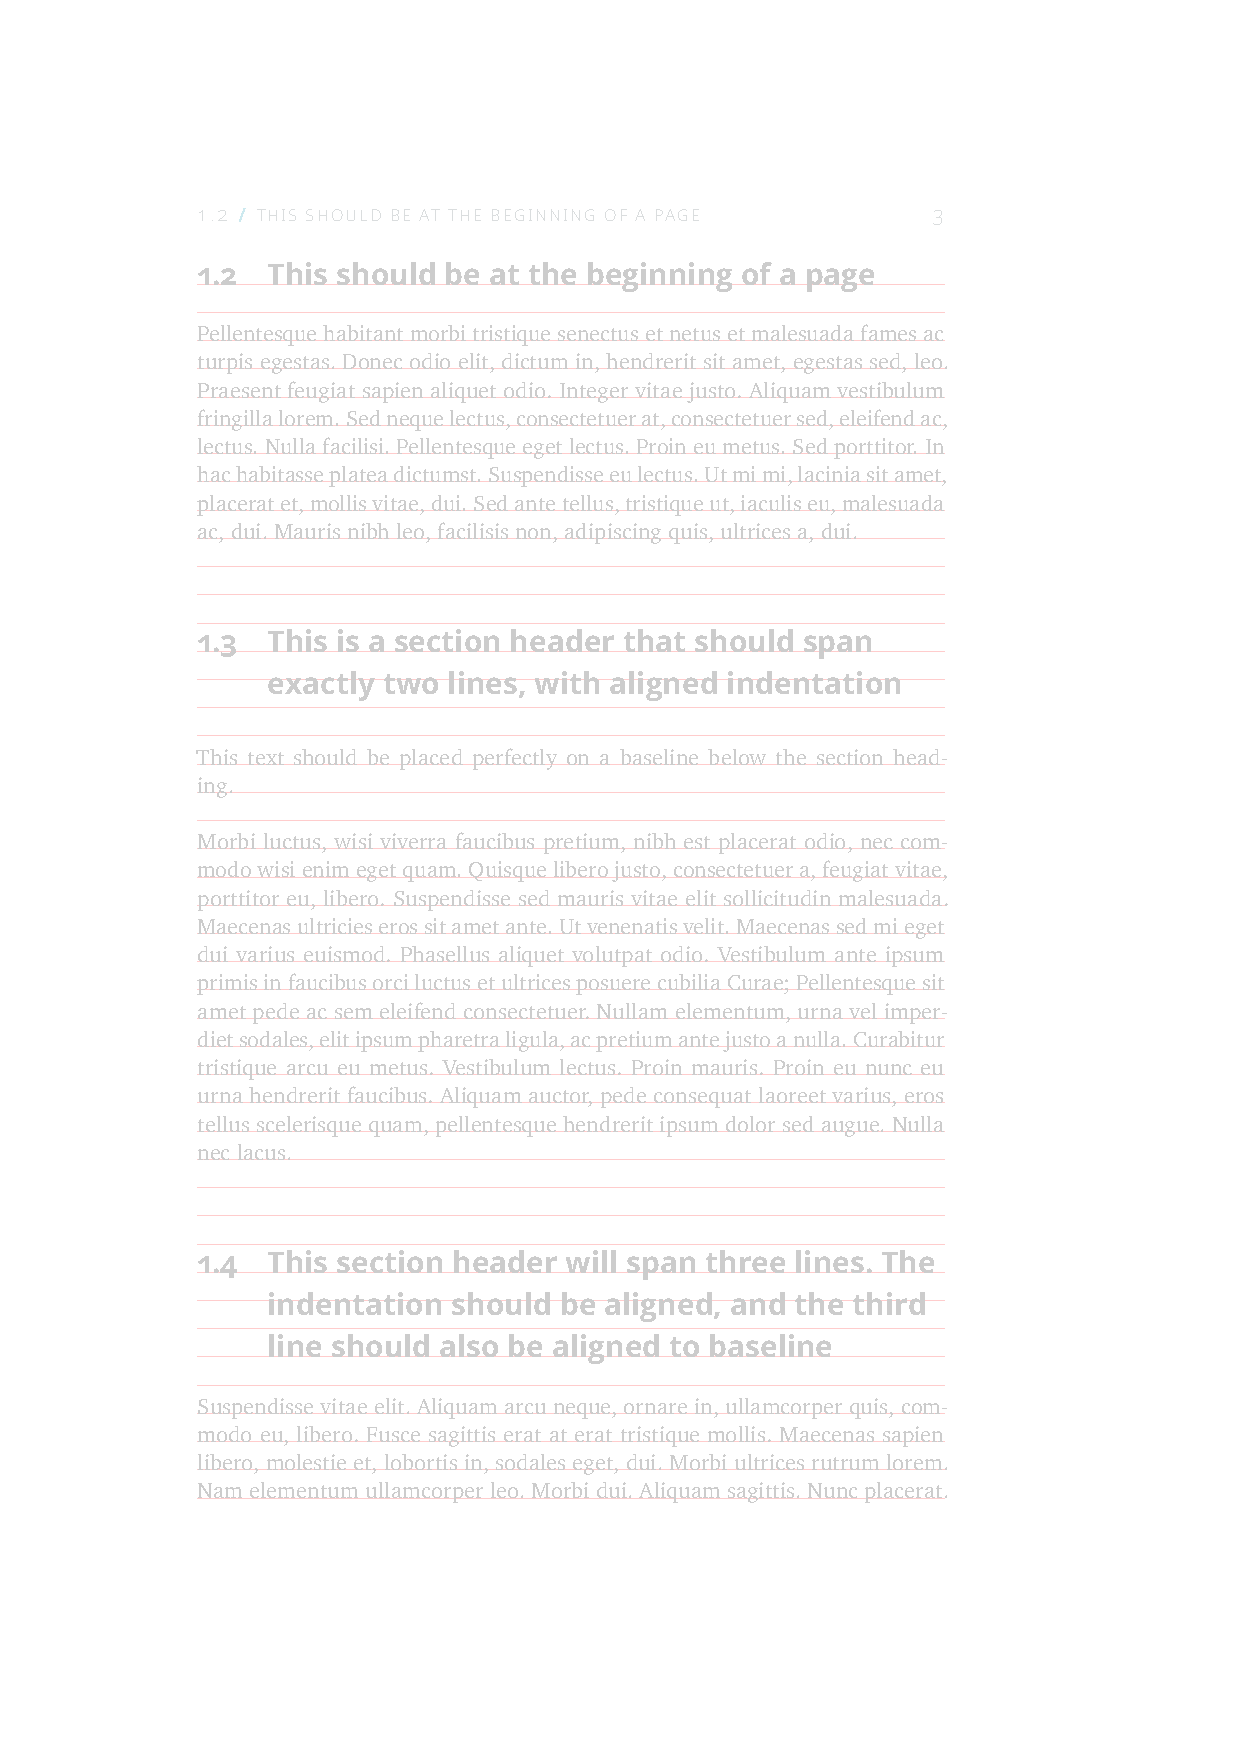 1.2 / THIS SHOULD BE AT THE BEGINNING OF A PAGE 3
1.2 This should be at the beginning of a page
Pellentesque habitant morbi tristique senectus et netus et malesuada fames ac
turpis egestas. Donec odio elit, dictum in, hendrerit sit amet, egestas sed, leo.
Praesent feugiat sapien aliquet odio. Integer vitae justo. Aliquam vestibulum
fringilla lorem. Sed neque lectus, consectetuer at, consectetuer sed, eleifend ac,
lectus. Nulla facilisi. Pellentesque eget lectus. Proin eu metus. Sed porttitor. In
hac habitasse platea dictumst. Suspendisse eu lectus. Ut mi mi, lacinia sit amet,
placerat et, mollis vitae, dui. Sed ante tellus, tristique ut, iaculis eu, malesuada
ac, dui. Mauris nibh leo, facilisis non, adipiscing quis, ultrices a, dui.
1.3 This is a section header that should span
exactly two lines, with aligned indentation
This text should be placed perfectly on a baseline below the section head-
ing.
Morbi luctus, wisi viverra faucibus pretium, nibh est placerat odio, nec com-
modo wisi enim eget quam. Quisque libero justo, consectetuer a, feugiat vitae,
porttitor eu, libero. Suspendisse sed mauris vitae elit sollicitudin malesuada.
Maecenas ultricies eros sit amet ante. Ut venenatis velit. Maecenas sed mi eget
dui varius euismod. Phasellus aliquet volutpat odio. Vestibulum ante ipsum
primis in faucibus orci luctus et ultrices posuere cubilia Curae; Pellentesque sit
amet pede ac sem eleifend consectetuer. Nullam elementum, urna vel imper-
diet sodales, elit ipsum pharetra ligula, ac pretium ante justo a nulla. Curabitur
tristique arcu eu metus. Vestibulum lectus. Proin mauris. Proin eu nunc eu
urna hendrerit faucibus. Aliquam auctor, pede consequat laoreet varius, eros
tellus scelerisque quam, pellentesque hendrerit ipsum dolor sed augue. Nulla
nec lacus.
1.4 This section header will span three lines. The
indentation should be aligned, and the third
line should also be aligned to baseline
Suspendisse vitae elit. Aliquam arcu neque, ornare in, ullamcorper quis, com-
modo eu, libero. Fusce sagittis erat at erat tristique mollis. Maecenas sapien
libero, molestie et, lobortis in, sodales eget, dui. Morbi ultrices rutrum lorem.
Nam elementum ullamcorper leo. Morbi dui. Aliquam sagittis. Nunc placerat.